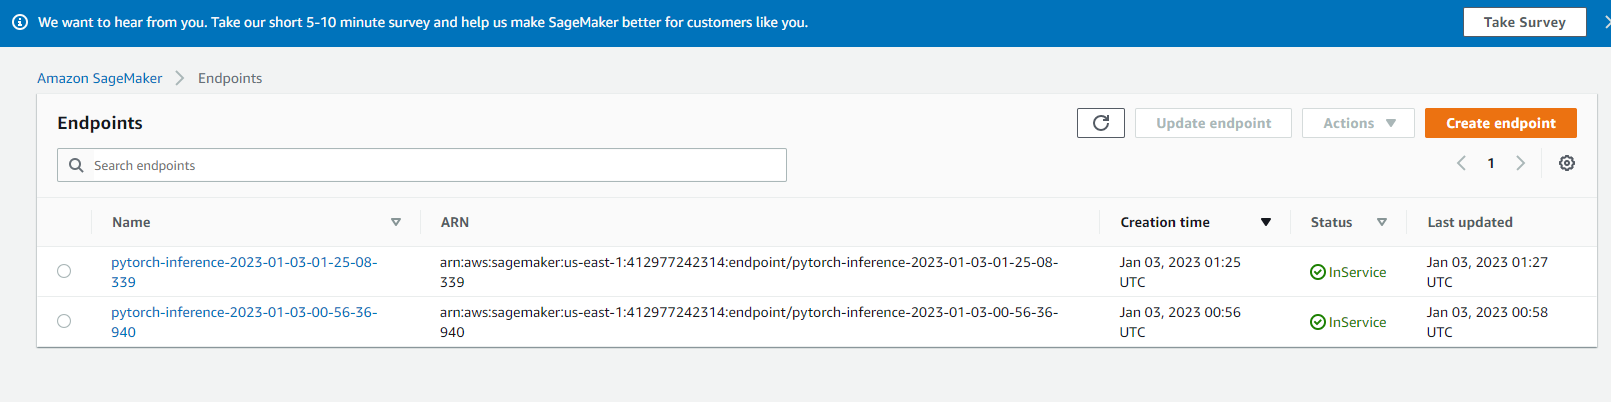 We want to hear from you. Take our short 5-10 minute survey and help us make SageMaker better for customers like you.
Take Survey
Amazon SageMaker
Endpoints
Endpoints
Update endpoint
Actions
Create endpoint
Search endpoints
1
Name
ARN
Creation time
Status
Last updated
pytorch-inference-2023-01-03-01-25-08-
339
arn:aws:sagemaker:us-east-1:412977242314:endpoint/pytorch-inference-2023-01-03-01-25-08-
339
Jan 03, 2023 01:25
UTC
InService
Jan 03, 2023 01:27
UTC
pytorch-inference-2023-01-03-00-56-36-
940
arn:aws:sagemaker:us-east-1:412977242314:endpoint/pytorch-inference-2023-01-03-00-56-36-
940
Jan 03, 2023 00:56
UTC
InService
Jan 03, 2023 00:58
UTC